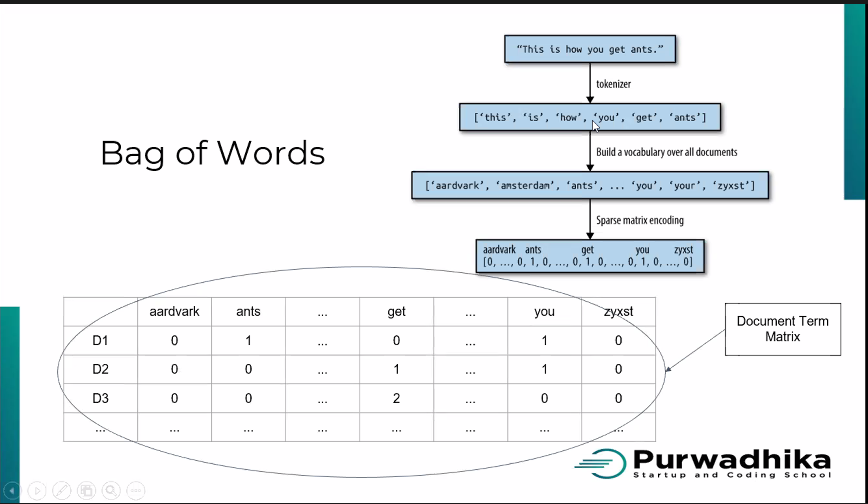 Bag of Words
“This is how you get ants.”
tokenizer
[‘this’, ‘is’, ‘how’, ‘you’, ‘get’, ‘ants’]
Build a vocabulary over all documents
[‘aardvark’, ‘amsterdam’, ‘ants’, ... ‘you’, ‘your’, ‘zyxst’]
Sparse matrix encoding
aardvark ants get you zyxst
[0, ..., 0, 1, 0, ..., 0, 1, 0, ..., 0, 1, 0, ..., 0]
aardvark ants ... get ... you zyxst
D1 0 1 ... 0 ... 1 0
D2 0 0 ... 1 ... 1 0
D3 0 0 ... 2 ... 0 0
... ... ... ... ... ... ... ...
Document Term
Matrix
Purwadhika
Startup and Coding School